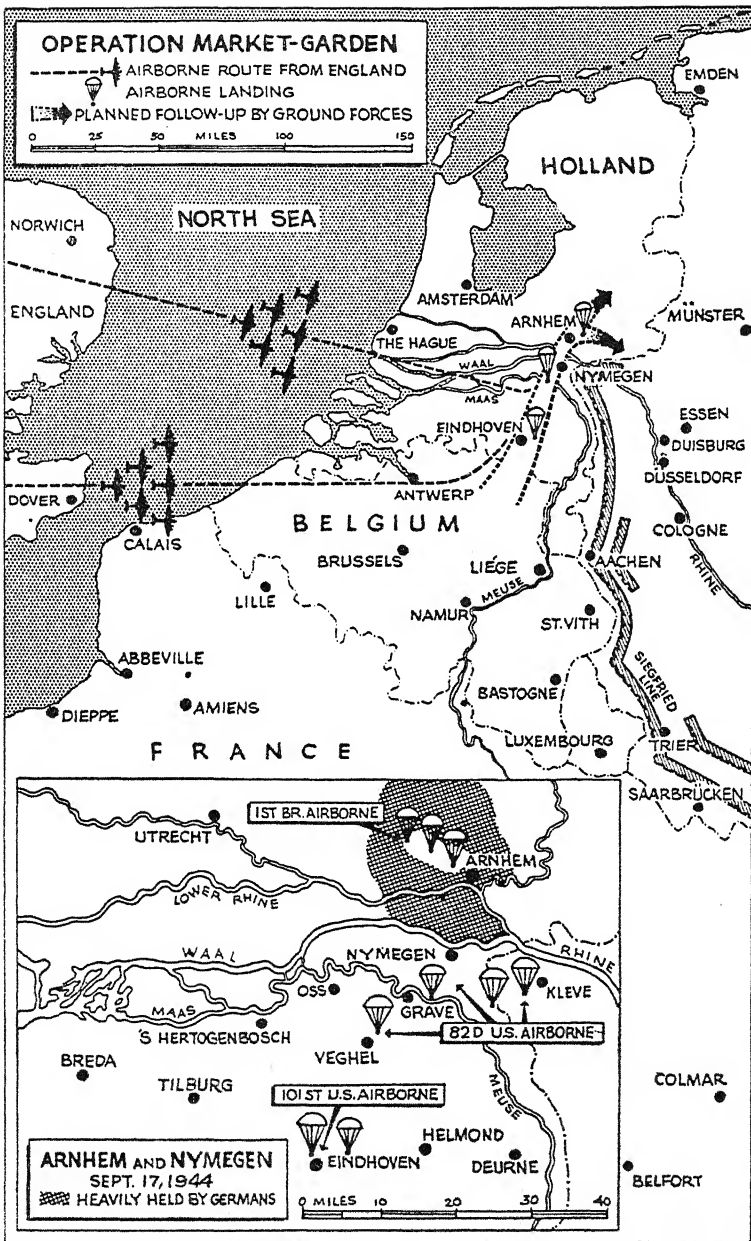 OPERATION MARKET-GARDEN
AIRBORNE ROUTE FROM ENGLAND
AIRBORNE LANDING
PLANNED FOLLOW-UP BY GROUND FORCES
0 25 50 MILES 100 150
EMDEN
HOLLAND
NORTH SEA
NORWICH
ENGLAND
AMSTERDAM
ARNHEM
MÜNSTER
THE HAGUE
WAAL
NYMEGEN
MAAS
ESSEN
EINDHOVEN
DUISBURG
DÜSSELDORF
ANTWERP
DOVER
BELGIUM
COLOGNE
CALAIS
BRUSSELS
LIÉGE
AACHEN
RHINE
LILLE
MEUSE
NAMUR
ST. VITH
ABBEVILLE
SIEGFRIED
LINE
BASTOGNE
DIEPPE
AMIENS
LUXEMBOURG
TRIER
FRANCE
SAARBRÜCKEN
1ST BR. AIRBORNE
UTRECHT
ARNHEM
LOWER RHINE
WAAL
NYMEGEN
RHINE
OSS
KLEVE
MAAS
GRAVE
'S HERTOGENBOSCH
82D U.S. AIRBORNE
VEGHEL
BREDA
TILBURG
MEUSE
COLMAR
101ST U.S. AIRBORNE
HELMOND
EINDHOVEN
DEURNE
BELFORT
ARNHEM AND NYMEGEN
SEPT. 17, 1944
HEAVILY HELD BY GERMANS
0 MILES 10 20 30 40